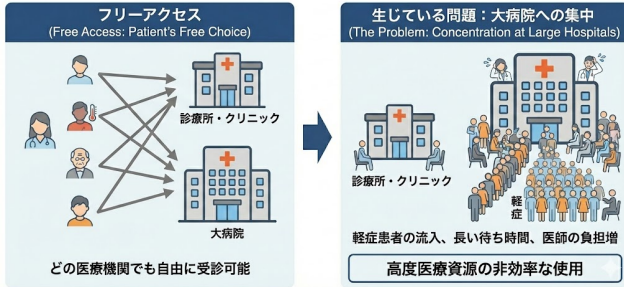 フリーアクセス
(Free Access: Patient's Free Choice)
診療所・クリニック
大病院
どの医療機関でも自由に受診可能
生じている問題：大病院への集中
(The Problem: Concentration at Large Hospitals)
診療所・クリニック
軽症
軽症患者の流入、長い待ち時間、医師の負担増
高度医療資源の非効率な使用